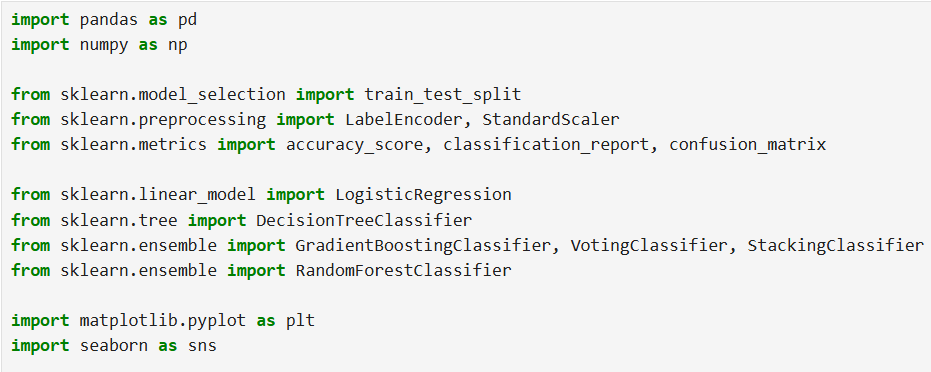 import pandas as pd
import numpy as np
from sklearn.model_selection import train_test_split
from sklearn.preprocessing import LabelEncoder, StandardScaler
from sklearn.metrics import accuracy_score, classification_report, confusion_matrix
from sklearn.linear_model import LogisticRegression
from sklearn.tree import DecisionTreeClassifier
from sklearn.ensemble import GradientBoostingClassifier, VotingClassifier, StackingClassifier
from sklearn.ensemble import RandomForestClassifier
import matplotlib.pyplot as plt
import seaborn as sns